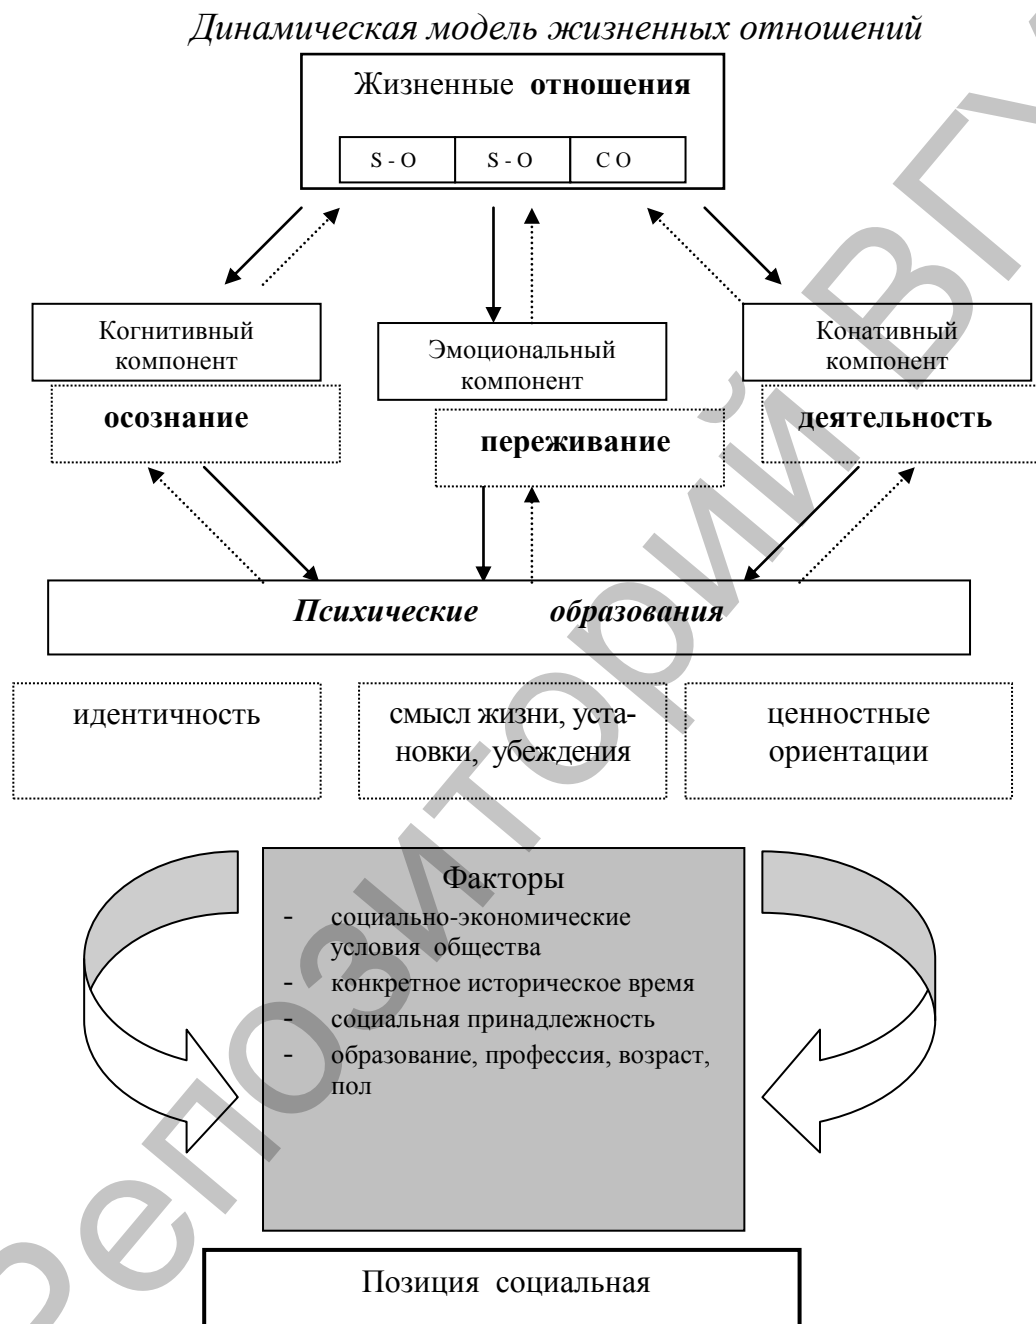 Динамическая модель жизненных отношений
Жизненные отношения
S - O
S - O
С О
Когнитивный
компонент
Эмоциональный
компонент
Конативный
компонент
осознание
переживание
деятельность
Психические образования
идентичность
смысл жизни, уста-
новки, убеждения
ценностные
ориентации
Факторы
- социально-экономические
условия общества
- конкретное историческое время
- социальная принадлежность
- образование, профессия, возраст,
пол
Позиция социальная
Репозиторий ВГУ